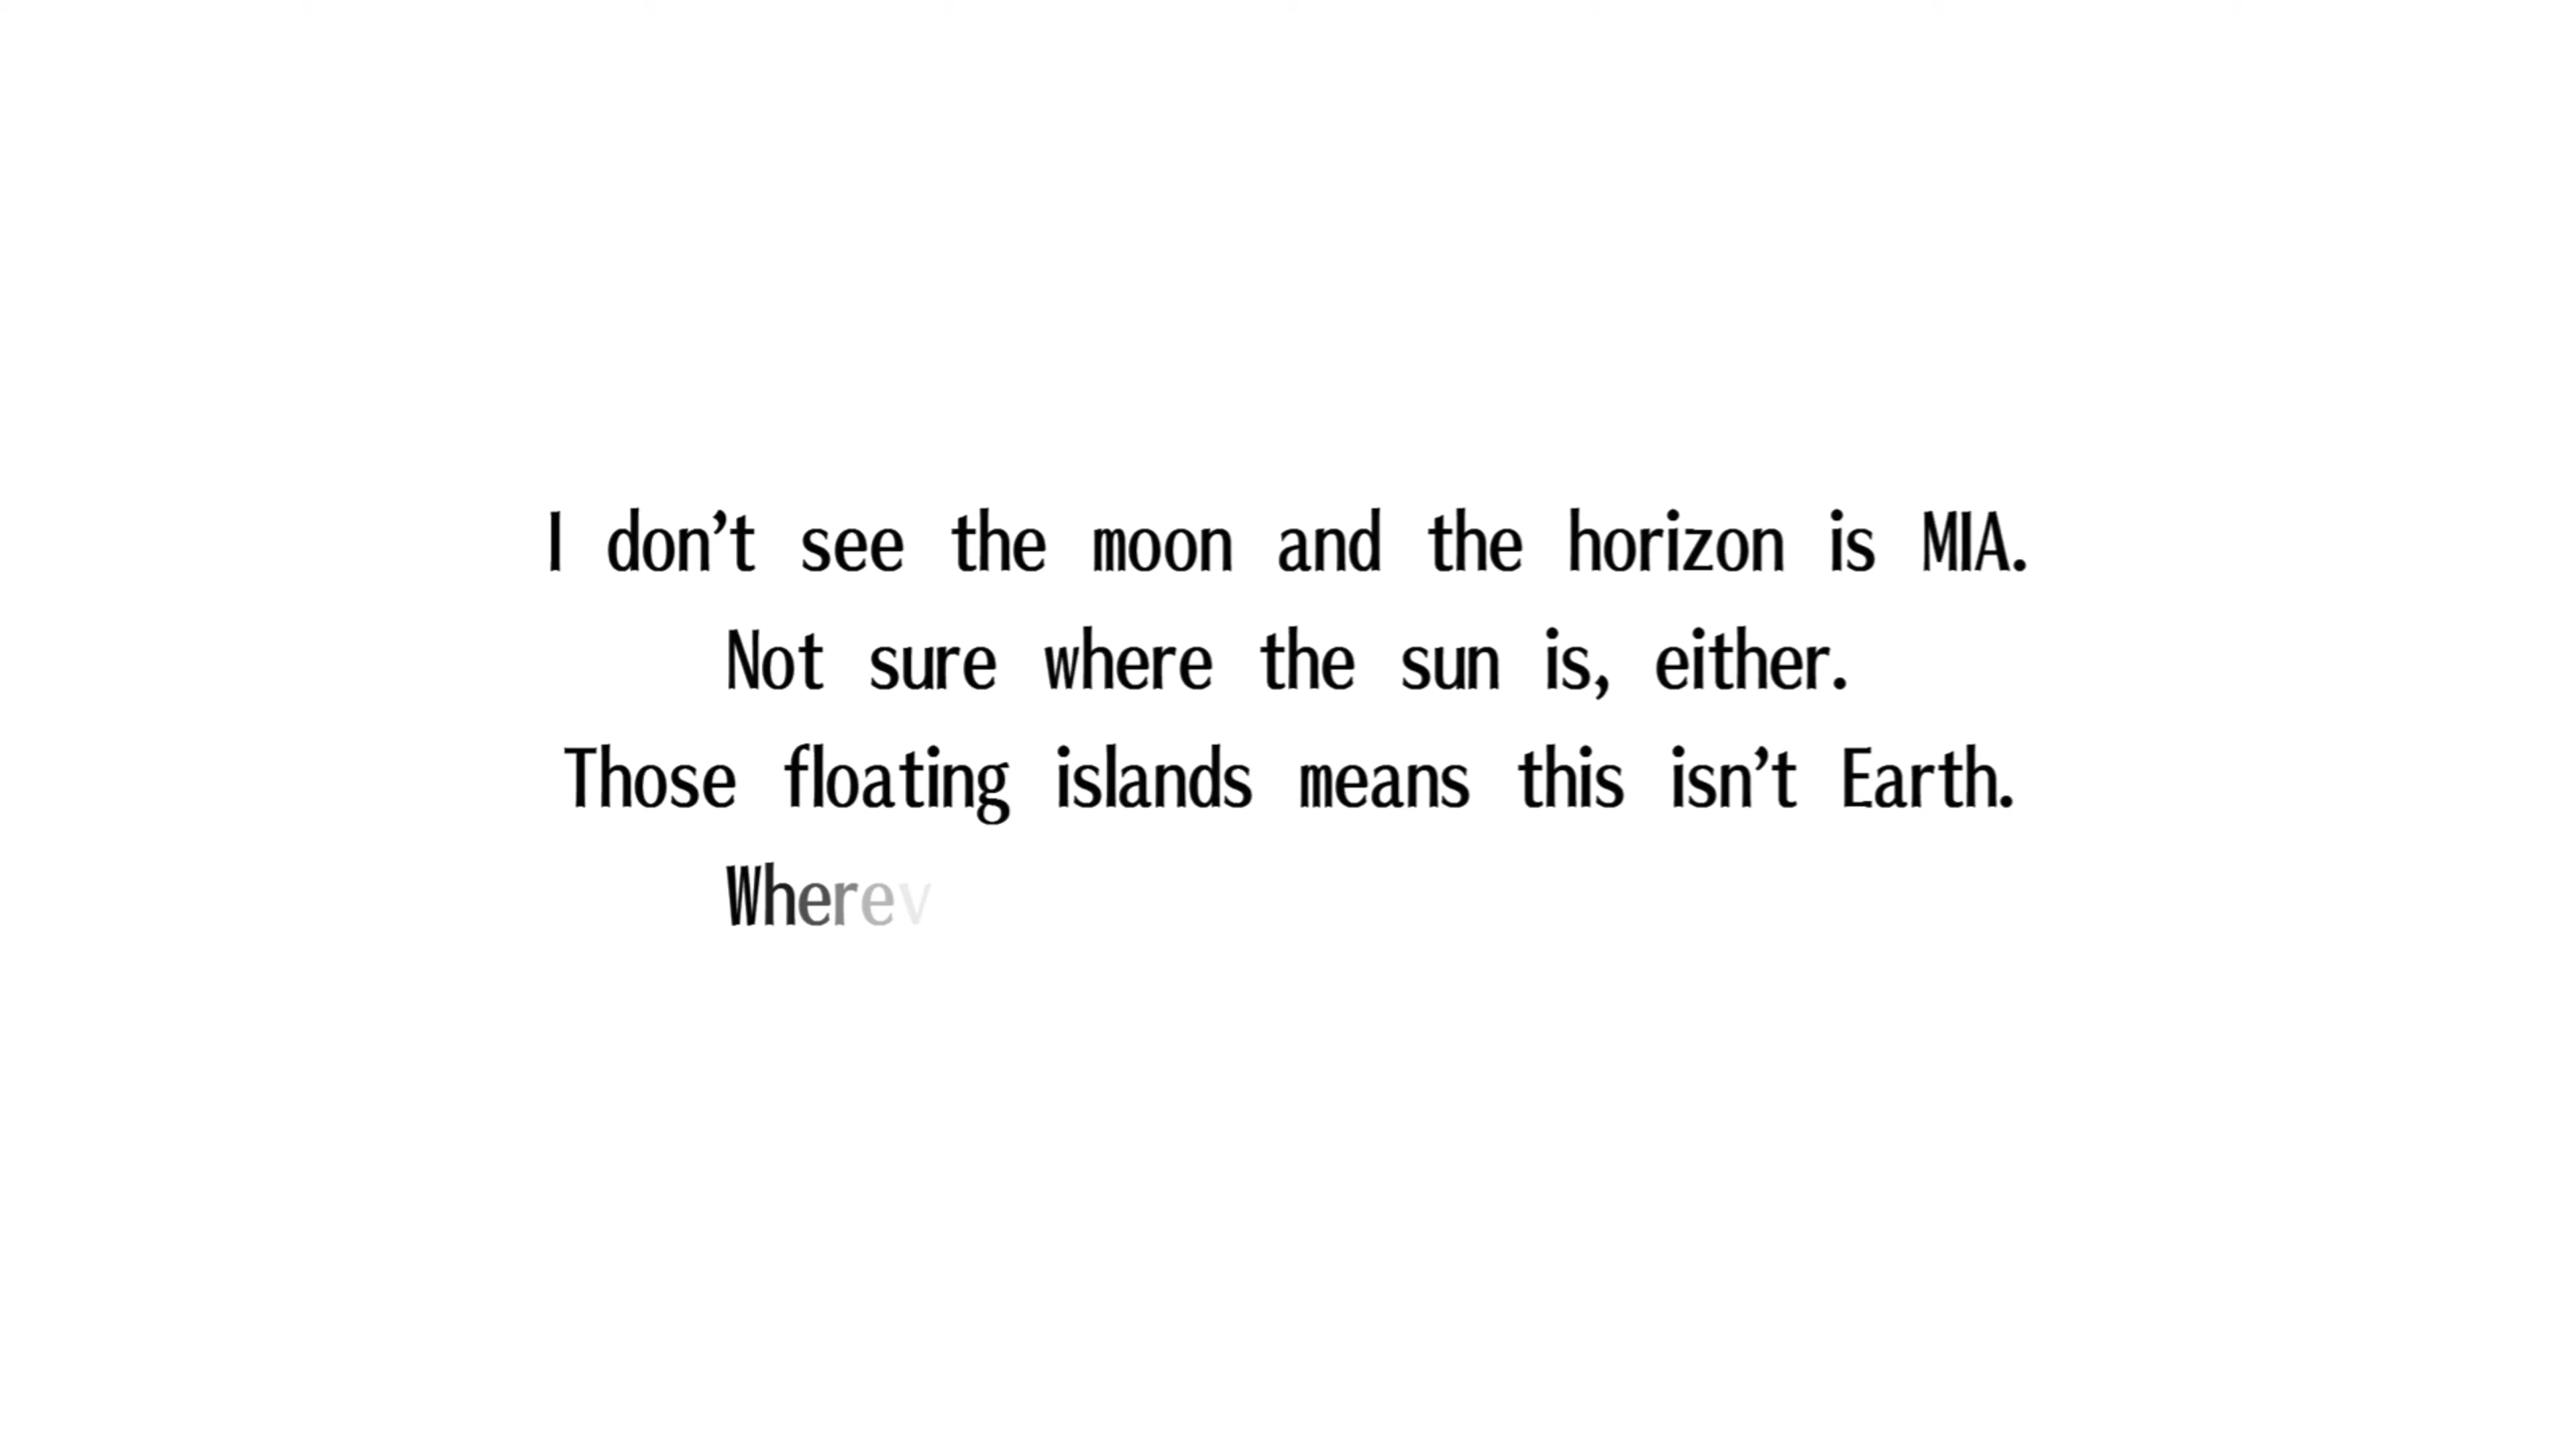 I don’t see the moon and the horizon is MIA.
Not sure where the sun is, either.
Those floating islands means this isn’t Earth.
Wherev